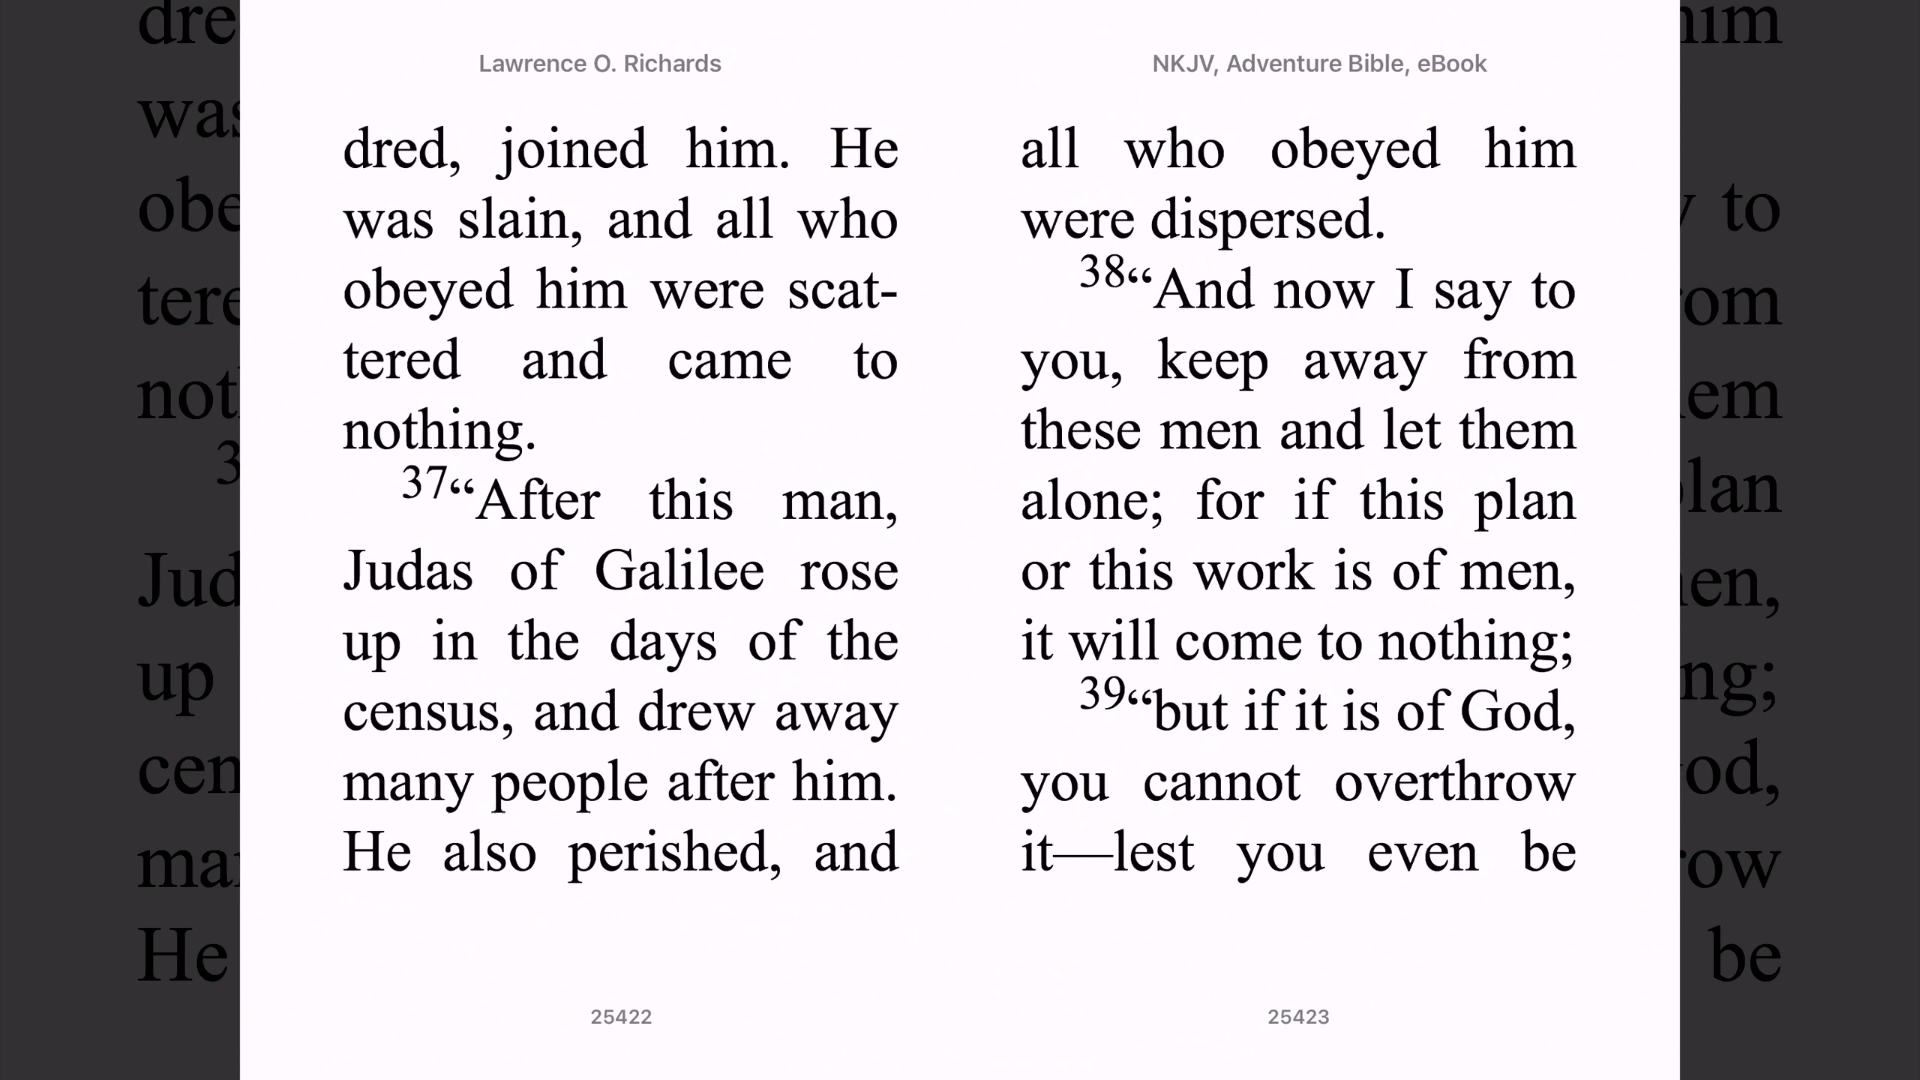 Lawrence O. Richards
dred, joined him. He
was slain, and all who
obeyed him were scat-
tered and came to
nothing.
37“After this man,
Judas of Galilee rose
up in the days of the
census, and drew away
many people after him.
He also perished, and
25422
NKJV, Adventure Bible, eBook
all who obeyed him
were dispersed.
38“And now I say to
you, keep away from
these men and let them
alone; for if this plan
or this work is of men,
it will come to nothing;
39“but if it is of God,
you cannot overthrow
it—lest you even be
25423